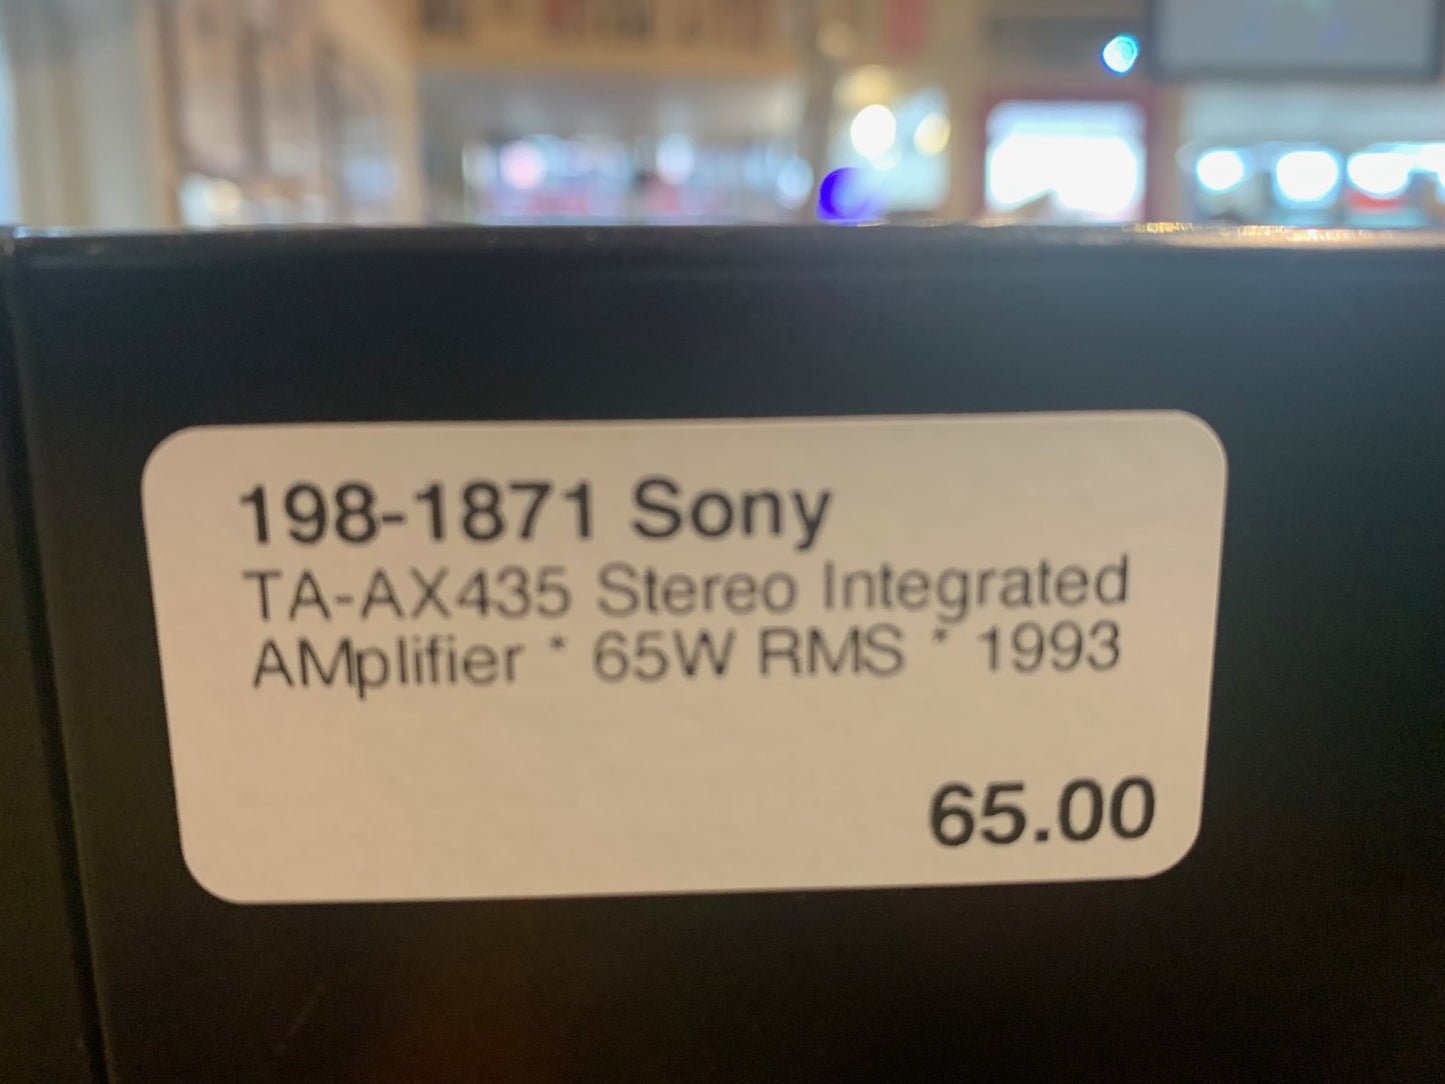 198-1871 Sony
TA-AX435 Stereo Integrated
AMplifier * 65W RMS * 1993
65.00